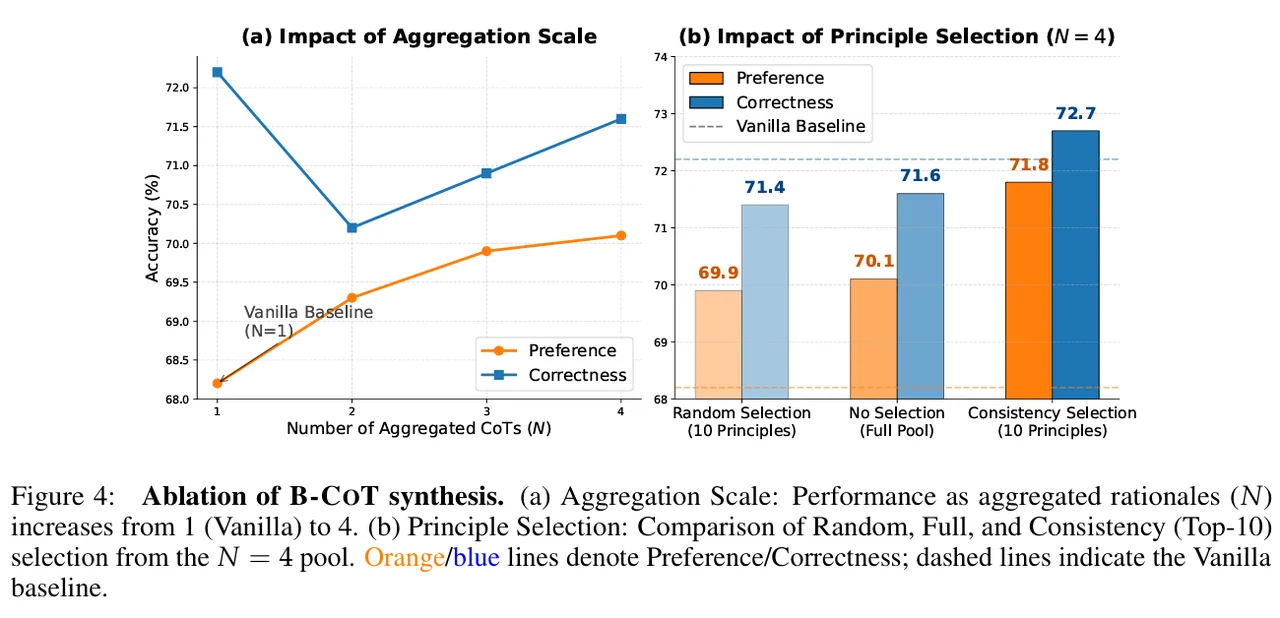 (a) Impact of Aggregation Scale
Accuracy (%)
72.0
71.5
71.0
70.5
70.0
69.5
69.0
68.5
68.0
Vanilla Baseline
(N=1)
Preference
Correctness
1 2 3 4
Number of Aggregated CoTs (N)
(b) Impact of Principle Selection (N = 4)
74
73
72
71
70
69
68
Preference
Correctness
Vanilla Baseline
69.9
71.4
70.1
71.6
71.8
72.7
Random Selection
(10 Principles)
No Selection
(Full Pool)
Consistency Selection
(10 Principles)
Figure 4: Ablation of B-COT synthesis. (a) Aggregation Scale: Performance as aggregated rationales (N)
increases from 1 (Vanilla) to 4. (b) Principle Selection: Comparison of Random, Full, and Consistency (Top-10)
selection from the N = 4 pool. Orange/blue lines denote Preference/Correctness; dashed lines indicate the Vanilla
baseline.